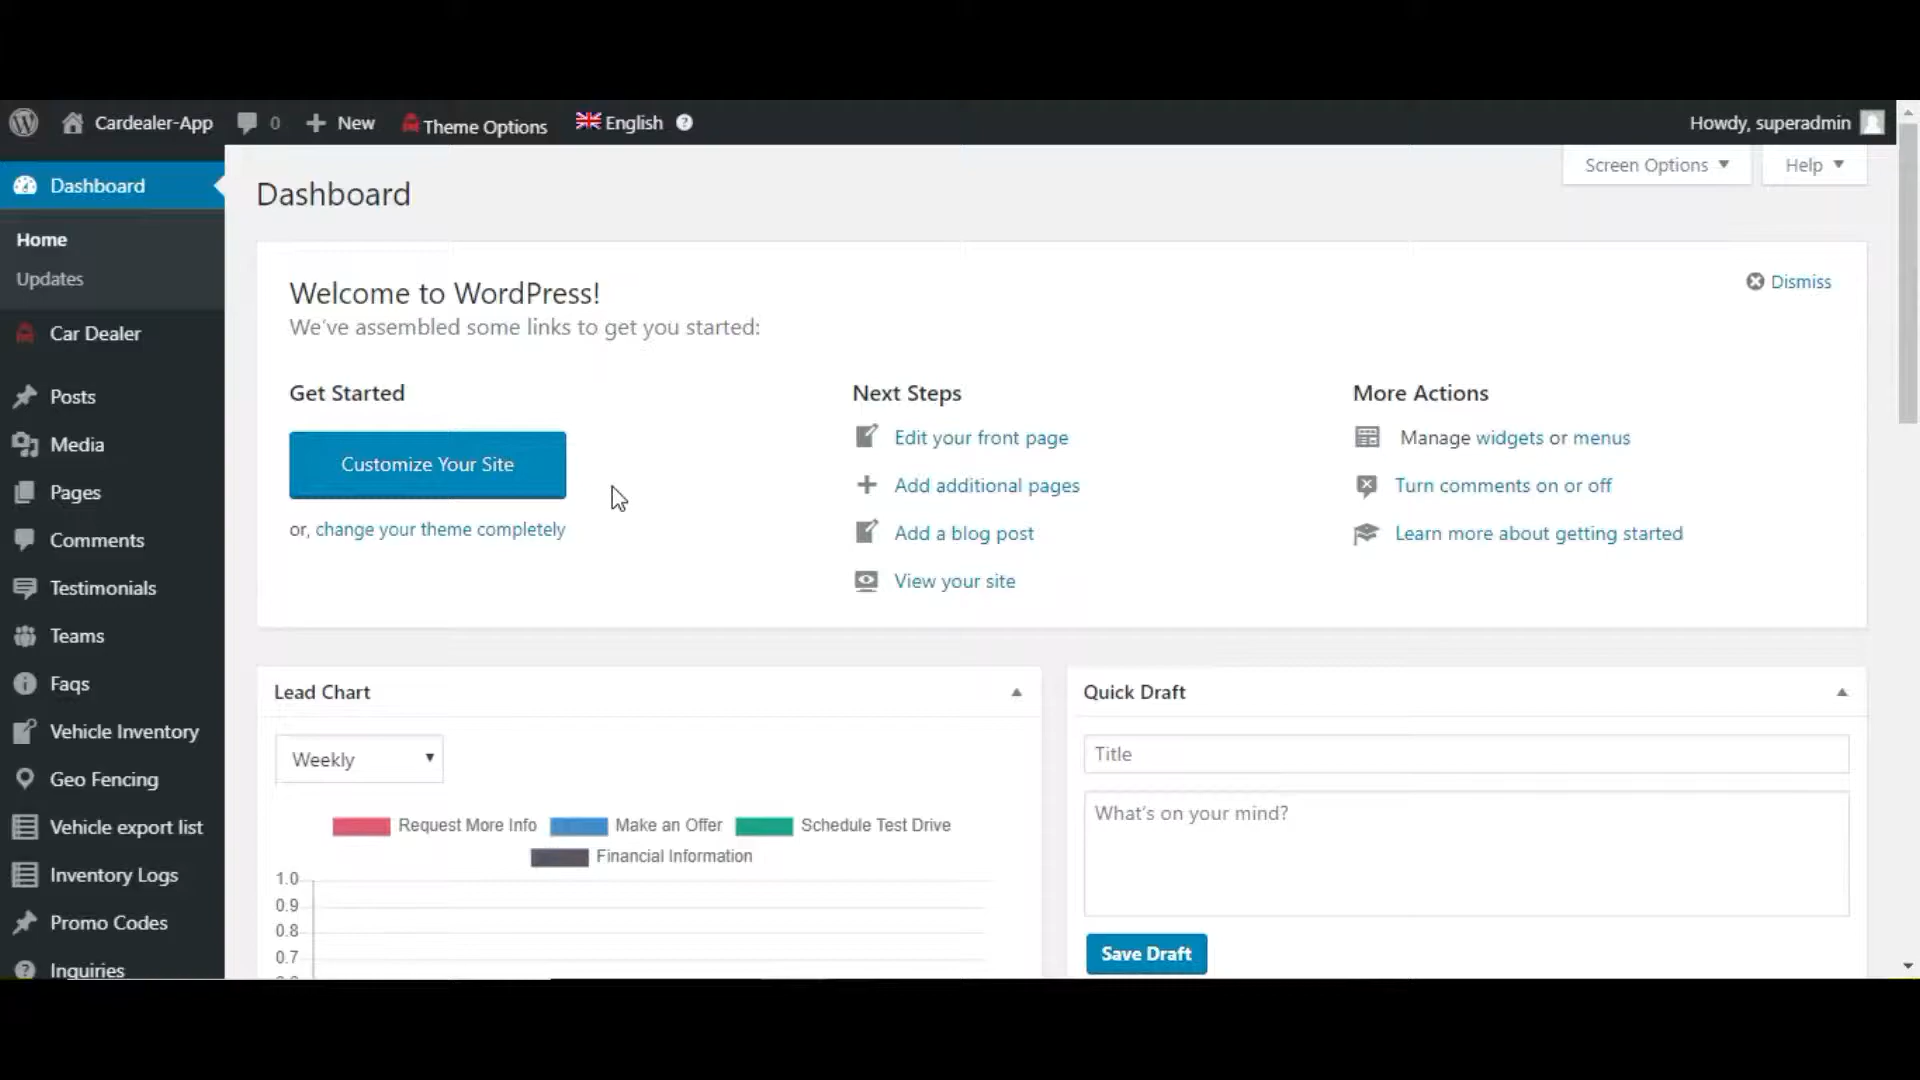 Cardealer-App 0 New Theme Options English Howdy, superadmin
Screen Options Help
Dashboard
Home
Updates
Car Dealer
Posts
Media
Pages
Comments
Testimonials
Teams
Faqs
Vehicle Inventory
Geo Fencing
Vehicle export list
Inventory Logs
Promo Codes
Inquiries
Dashboard
Welcome to WordPress!
We've assembled some links to get you started:
Dismiss
Get Started
Customize Your Site
or, change your theme completely
Next Steps
Edit your front page
Add additional pages
Add a blog post
View your site
More Actions
Manage widgets or menus
Turn comments on or off
Learn more about getting started
Lead Chart
Weekly
Request More Info Make an Offer Schedule Test Drive
Financial Information
1.0
0.9
0.8
0.7
Quick Draft
Title
What's on your mind?
Save Draft